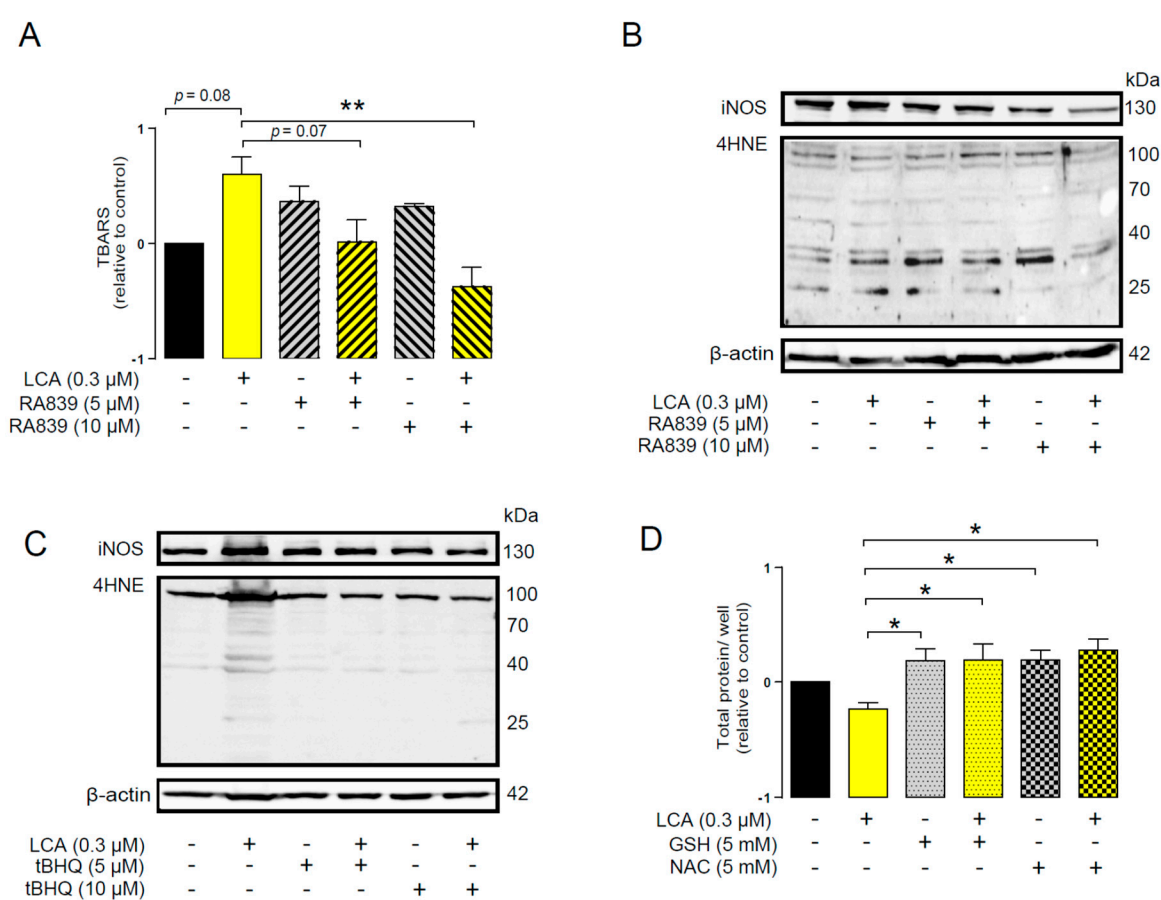 A
p = 0.08
**
p = 0.07
TBARS
(relative to control)
1
0
-1
LCA (0.3 µM) - + - + - +
RA839 (5 µM) - - + + - -
RA839 (10 µM) - - - - + +
B
kDa
iNOS 130
4HNE 100
70
40
25
β-actin 42
LCA (0.3 µM) - + - + - +
RA839 (5 µM) - - + + - -
RA839 (10 µM) - - - - + +
C
kDa
iNOS 130
4HNE 100
70
40
25
β-actin 42
LCA (0.3 µM) - + - + - +
tBHQ (5 µM) - - + + - -
tBHQ (10 µM) - - - - + +
D
*
*
*
*
Total protein/ well
(relative to control)
1
0
-1
LCA (0.3 µM) - + - + - +
GSH (5 mM) - - + + - -
NAC (5 mM) - - - - + +